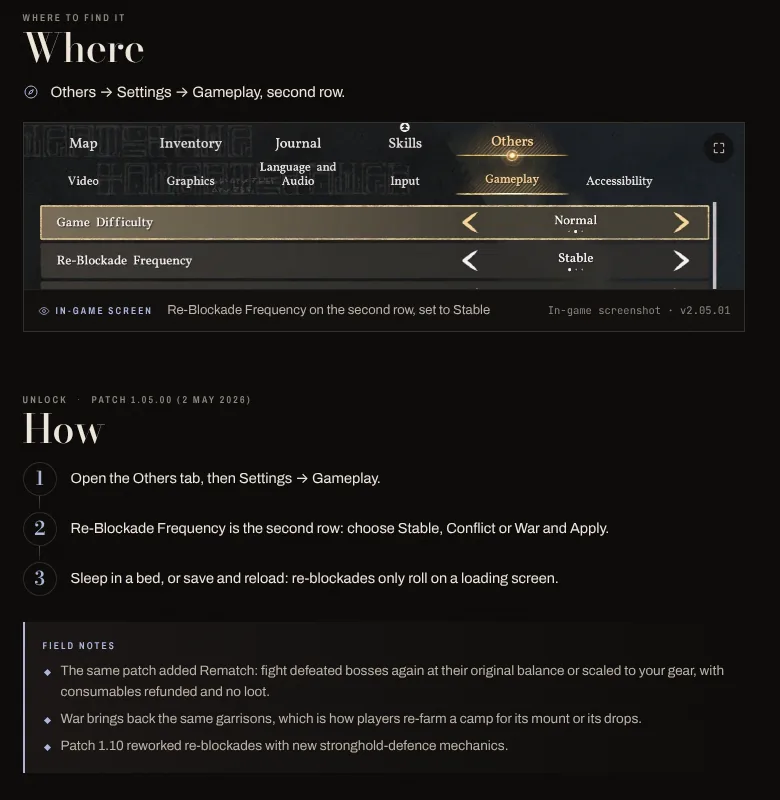 WHERE TO FIND IT
Where
Others → Settings → Gameplay, second row.
Map Inventory Journal Skills Others
Video Graphics Language and Audio Input Gameplay Accessibility
Game Difficulty Normal
Re-Blockade Frequency Stable
IN-GAME SCREEN Re-Blockade Frequency on the second row, set to Stable In-game screenshot · v2.05.01
UNLOCK · PATCH 1.05.00 (2 MAY 2026)
How
1 Open the Others tab, then Settings → Gameplay.
2 Re-Blockade Frequency is the second row: choose Stable, Conflict or War and Apply.
3 Sleep in a bed, or save and reload: re-blockades only roll on a loading screen.
FIELD NOTES
The same patch added Rematch: fight defeated bosses again at their original balance or scaled to your gear, with
consumables refunded and no loot.
War brings back the same garrisons, which is how players re-farm a camp for its mount or its drops.
Patch 1.10 reworked re-blockades with new stronghold-defence mechanics.